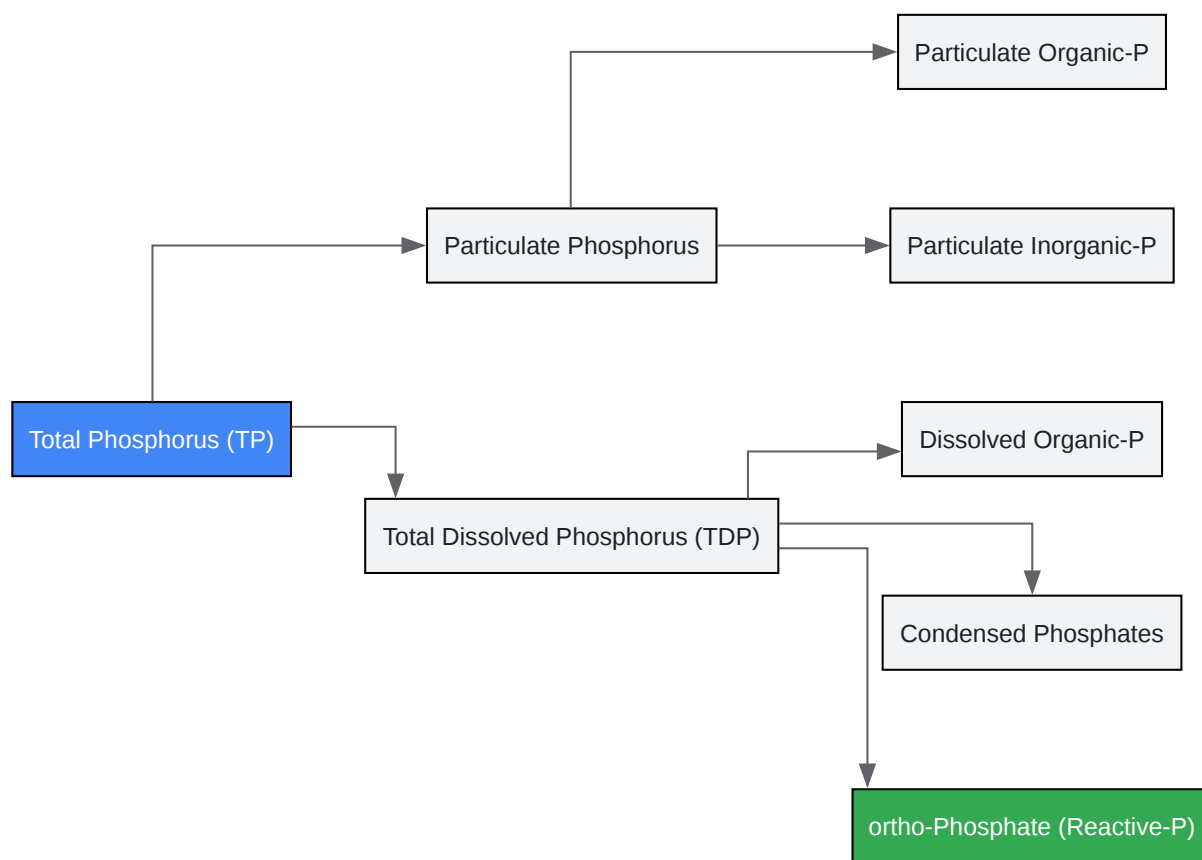 Particulate Organic-P
Particulate Phosphorus
Particulate Inorganic-P
Total Phosphorus (TP)
Dissolved Organic-P
Total Dissolved Phosphorus (TDP)
Condensed Phosphates
ortho-Phosphate (Reactive-P)